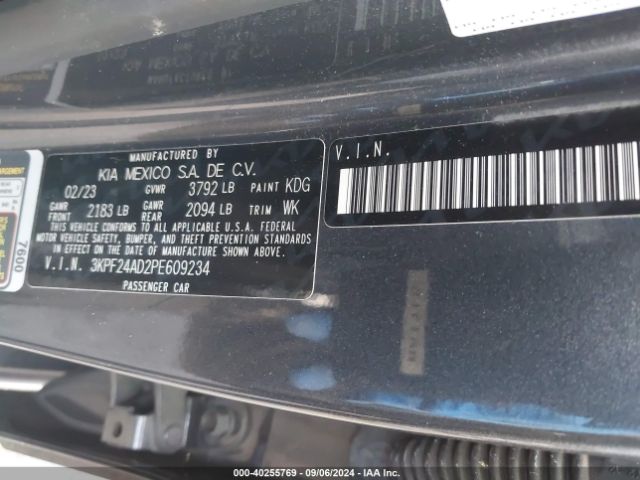 MANUFACTURED BY
KIA MEXICO S.A. DE C.V.
02/23 GVWR 3792 LB PAINT KDG
GAWR FRONT 2183 LB GAWR REAR 2094 LB TRIM WK
THIS VEHICLE CONFORMS TO ALL APPLICABLE U.S.A. FEDERAL
MOTOR VEHICLE SAFETY, BUMPER, AND THEFT PREVENTION STANDARDS
IN EFFECT ON THE DATE OF MANUFACTURE SHOWN ABOVE.
V.I.N. 3KPF24AD2PE609234
PASSENGER CAR
V.I.N.
7600
000-40255769 - 09/06/2024 - IAA Inc.